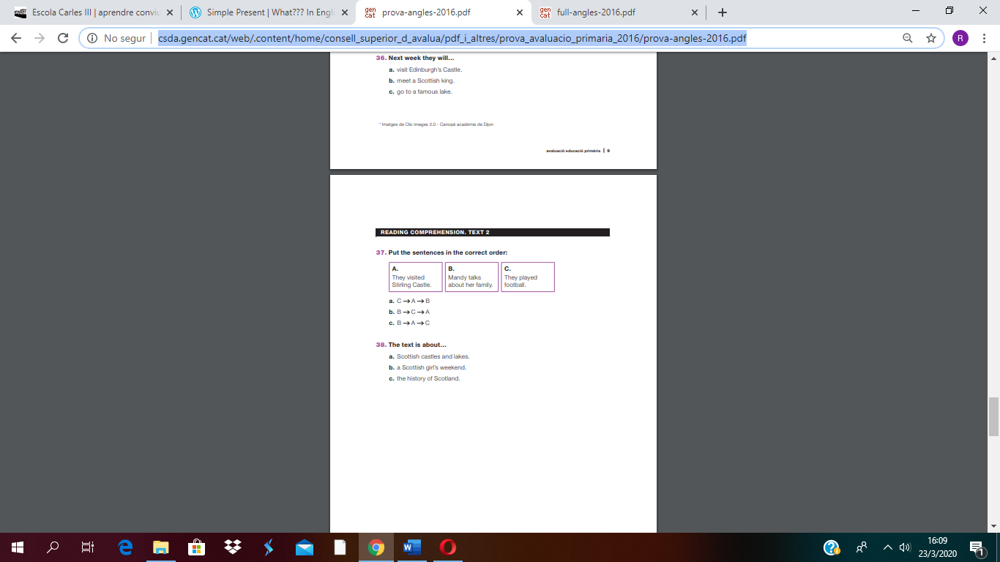 Escola Carles III | aprendre conviu
Simple Present | What??? In Engli
gen cat prova-angles-2016.pdf
gen cat full-angles-2016.pdf
No segur csda.gencat.cat/web/.content/home/consell_superior_d_avalua/pdf_i_altres/prova_avaluacio_primaria_2016/prova-angles-2016.pdf
R
36. Next week they will...
a. visit Edinburgh's Castle.
b. meet a Scottish king.
c. go to a famous lake.
* Imatges de Clic images 2.0 - Canopé académie de Dijon
avaluació educació primària | 9
READING COMPREHENSION. TEXT 2
37. Put the sentences in the correct order:
A. B. C.
They visited Mandy talks They played
Stirling Castle. about her family. football.
a. C → A → B
b. B → C → A
c. B → A → C
38. The text is about...
a. Scottish castles and lakes.
b. a Scottish girl's weekend.
c. the history of Scotland.
16:09
23/3/2020
1